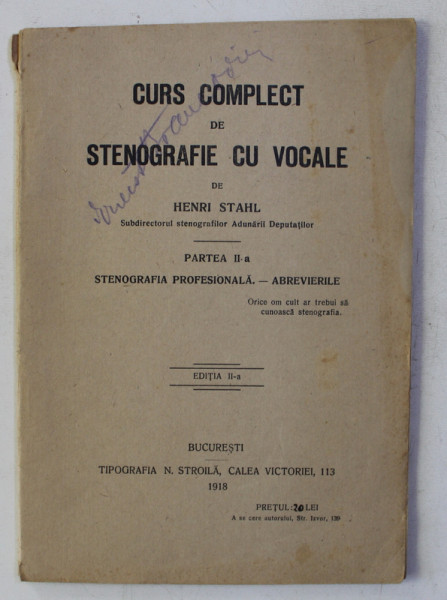 CURS COMPLECT
DE
STENOGRAFIE CU VOCALE
DE
HENRI STAHL
Subdirectorul stenografilor Adunării Deputaților
PARTEA II-a
STENOGRAFIA PROFESIONALĂ. — ABREVIERILE
Orice om cult ar trebui să
cunoască stenografia.
EDIȚIA II-a
BUCUREȘTI
TIPOGRAFIA N. STROILĂ, CALEA VICTORIEI, 113
1918
PREȚUL: 20 LEI
A se cere autorului, Str. Izvor, 139